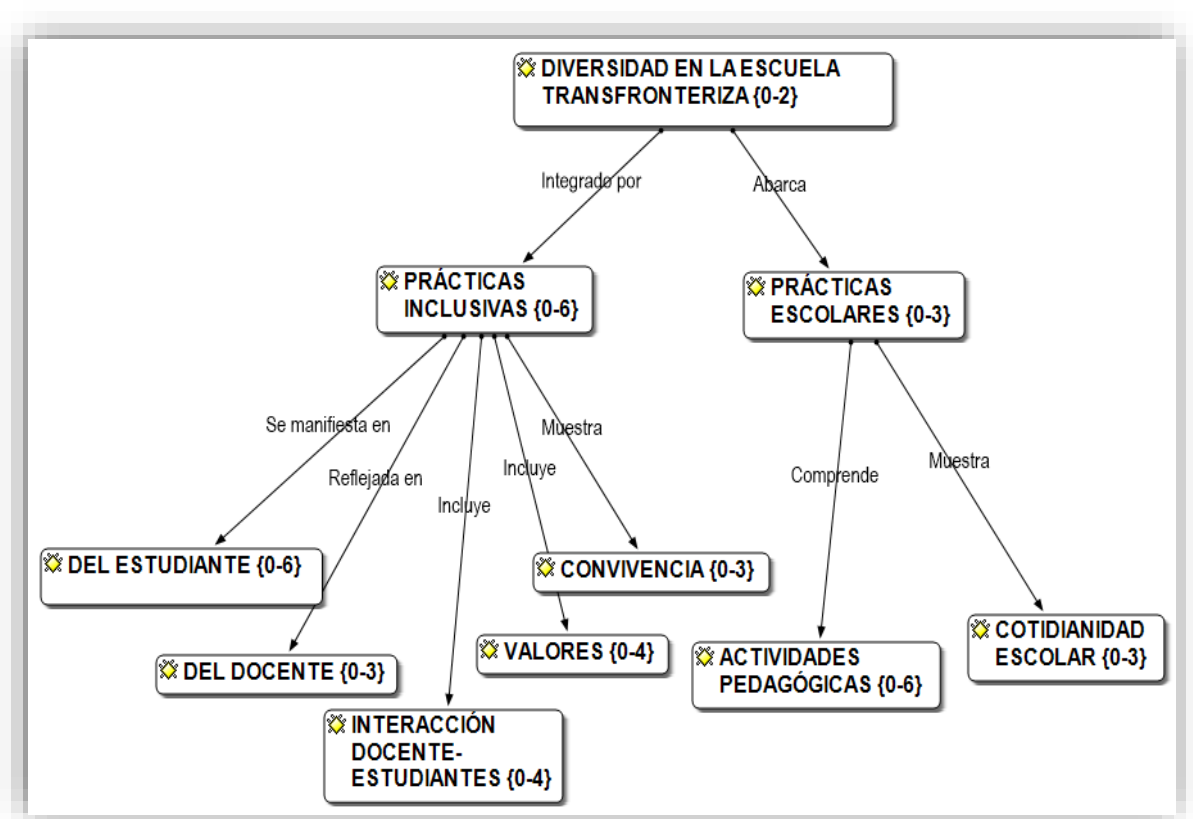 DIVERSIDAD EN LA ESCUELA
TRANSFRONTERIZA {0-2}
Integrado por
Abarca
PRÁCTICAS
INCLUSIVAS {0-6}
PRÁCTICAS
ESCOLARES {0-3}
Se manifiesta en
Reflejada en
Incluye
Incluye
Muestra
Comprende
Muestra
DEL ESTUDIANTE {0-6}
CONVIVENCIA {0-3}
DEL DOCENTE {0-3}
VALORES {0-4}
INTERACCIÓN
DOCENTE-
ESTUDIANTES {0-4}
ACTIVIDADES
PEDAGÓGICAS {0-6}
COTIDIANIDAD
ESCOLAR {0-3}